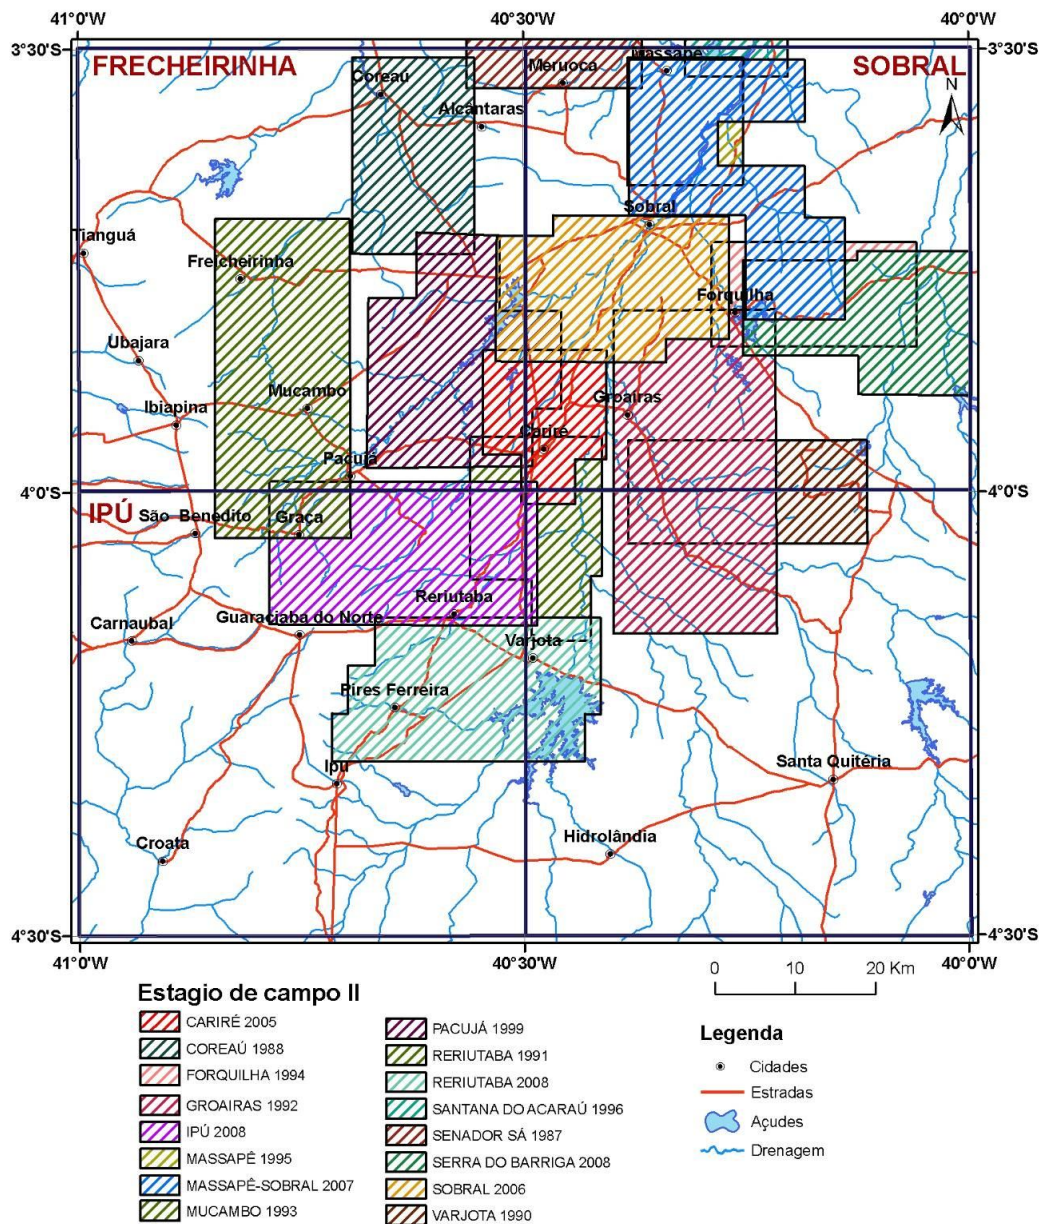 41°0'W
40°30'W
40°0'W
3°30'S
3°30'S
FRECHEIRINHA
SOBRAL
Massapê
Meruoca
Coreau
N
Alcântaras
Sobral
Tianguá
Freicheirinha
Forquilha
Ubajara
Mucambo
Ibiapina
Groairas
Cariré
Pacujá
4°0'S
4°0'S
IPÚ
São Benedito
Graça
Reriutaba
Guaraciaba do Norte
Carnaubal
Varjota
Pires Ferreira
Ipu
Santa Quitéria
Croata
Hidrolândia
4°30'S
4°30'S
41°0'W
40°30'W
40°0'W
0 10 20 Km
Estagio de campo II
CARIRÉ 2005
COREAÚ 1988
FORQUILHA 1994
GROAIRAS 1992
IPÚ 2008
MASSAPÊ 1995
MASSAPÊ-SOBRAL 2007
MUCAMBO 1993
PACUJÁ 1999
RERIUTABA 1991
RERIUTABA 2008
SANTANA DO ACARAÚ 1996
SENADOR SÁ 1987
SERRA DO BARRIGA 2008
SOBRAL 2006
VARJOTA 1990
Legenda
Cidades
Estradas
Açudes
Drenagem